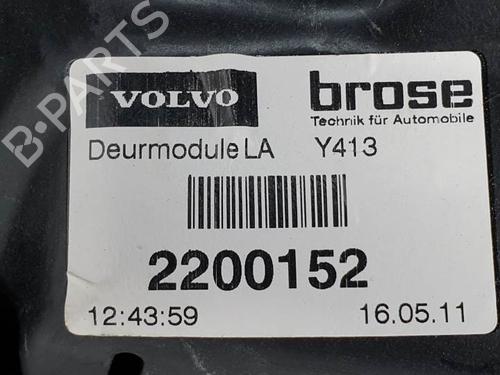 VOLVO
brose
Technik für Automobile
Deurmodule LA Y413
2200152
12:43:59 16.05.11
B-PARTS